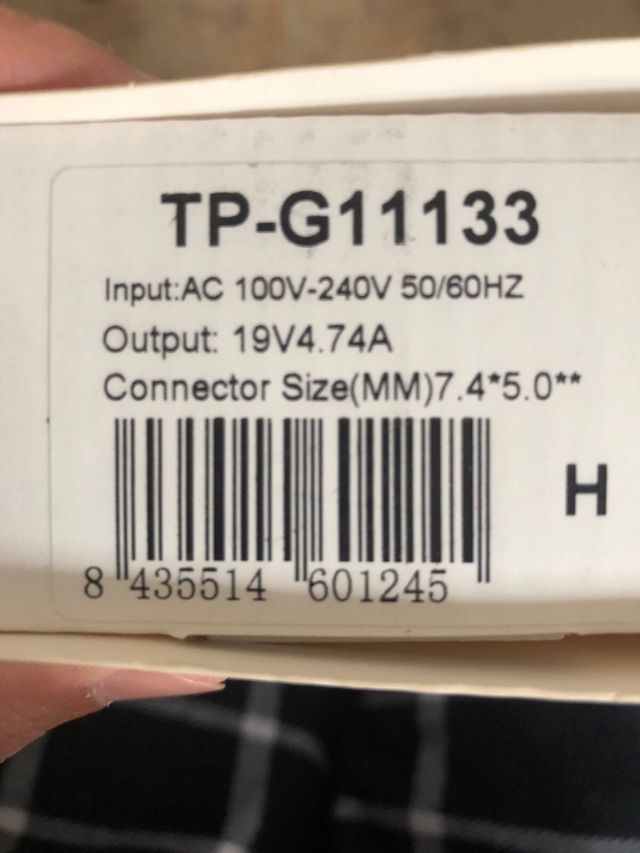 TP-G11133
Input:AC 100V-240V 50/60HZ
Output: 19V4.74A
Connector Size(MM)7.4*5.0**
H
8 435514 601245